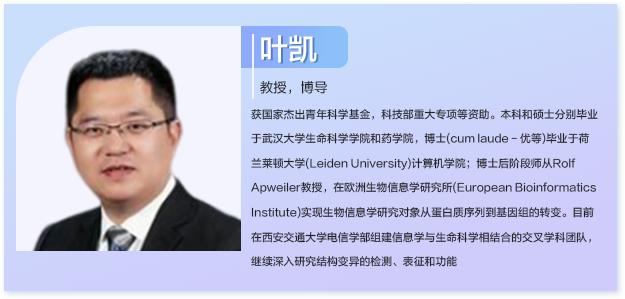 叶凯
教授，博导
获国家杰出青年科学基金，科技部重大专项等资助。本科和硕士分别毕业
于武汉大学生命科学学院和药学院，博士(cum laude – 优等)毕业于荷
兰莱顿大学(Leiden University)计算机学院；博士后阶段师从Rolf
Apweiler教授，在欧洲生物信息学研究所(European Bioinformatics
Institute)实现生物信息学研究对象从蛋白质序列到基因组的转变。目前
在西安交通大学电信学部组建信息学与生命科学相结合的交叉学科团队，
继续深入研究结构变异的检测、表征和功能